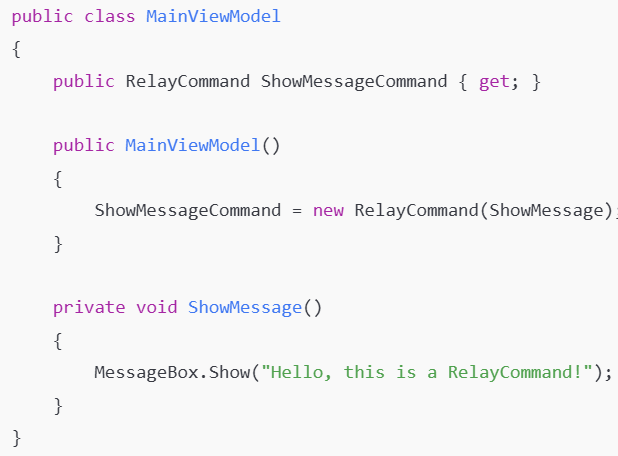 public class MainViewModel
{
    public RelayCommand ShowMessageCommand { get; }
    public MainViewModel()
    {
        ShowMessageCommand = new RelayCommand(ShowMessage);
    }
    private void ShowMessage()
    {
        MessageBox.Show("Hello, this is a RelayCommand!");
    }
}